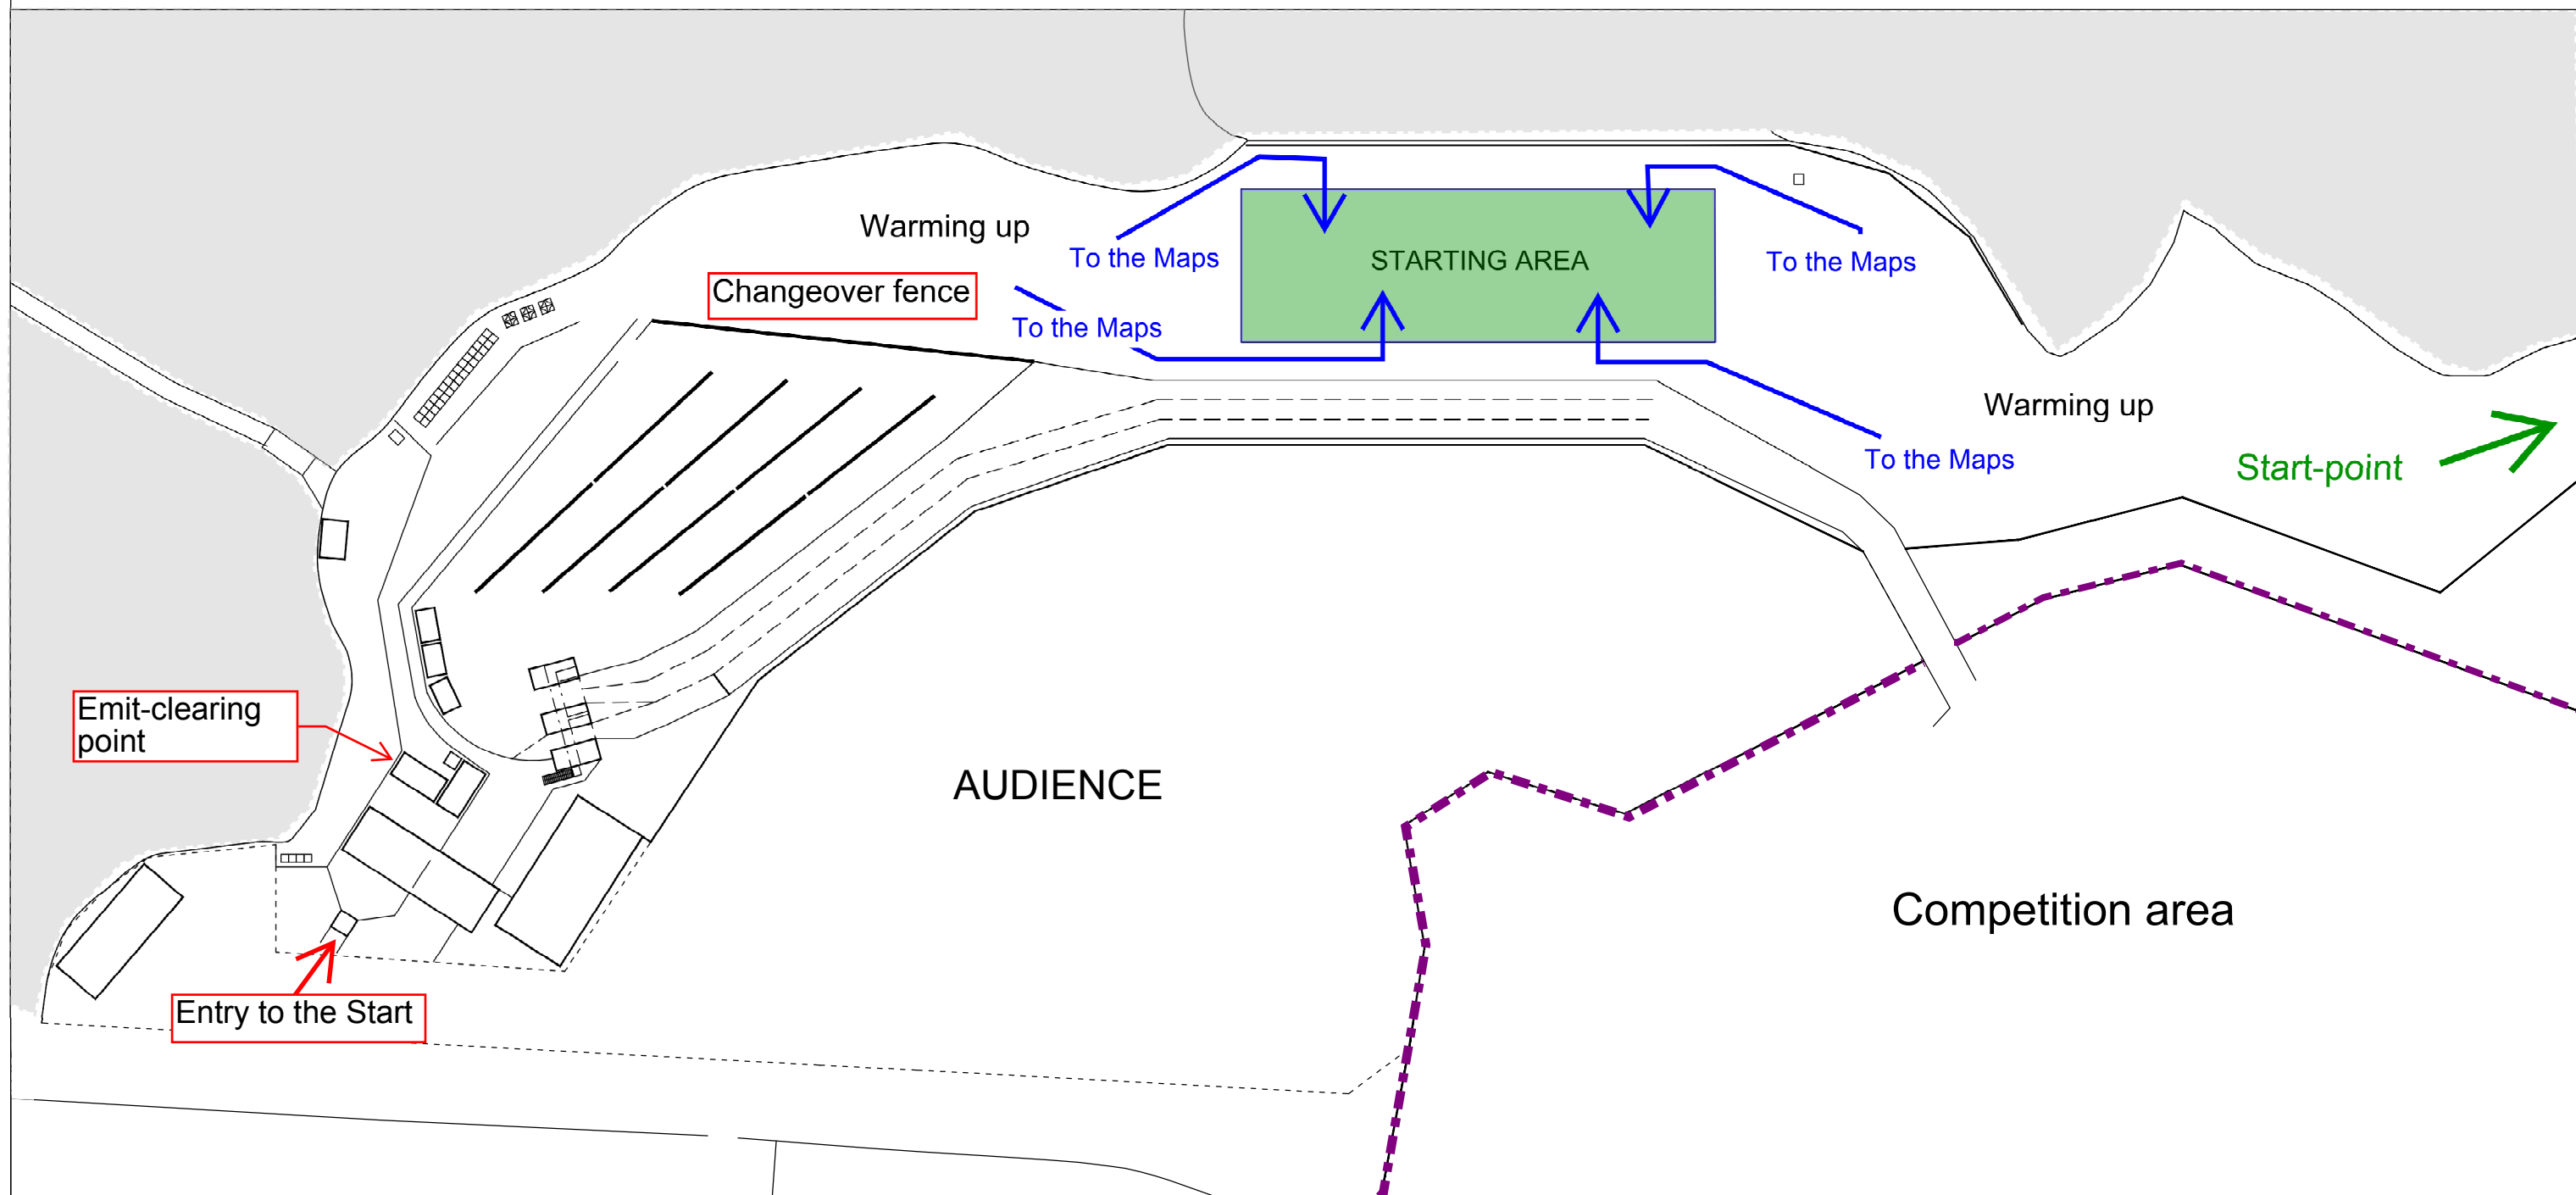 Warming up
To the Maps
STARTING AREA
To the Maps
Changeover fence
To the Maps
Warming up
To the Maps
Start-point
Emit-clearing
point
AUDIENCE
Competition area
Entry to the Start